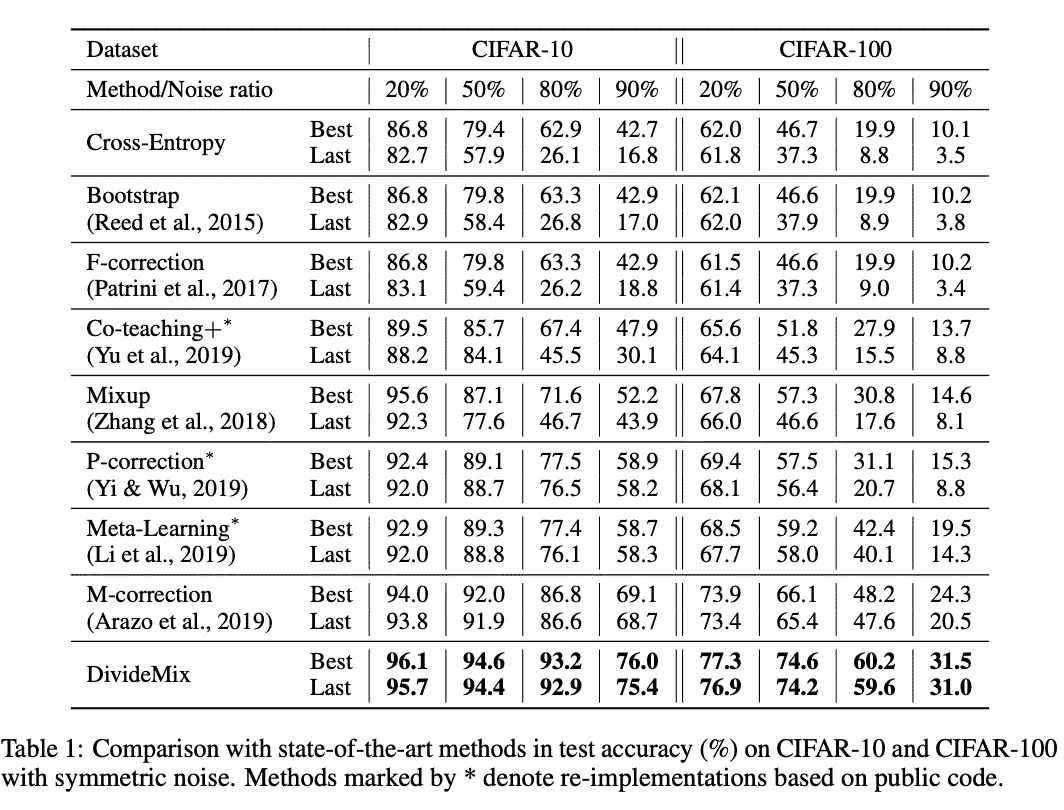 Dataset CIFAR-10 CIFAR-100
Method/Noise ratio 20% 50% 80% 90% 20% 50% 80% 90%
Cross-Entropy Best 86.8 79.4 62.9 42.7 62.0 46.7 19.9 10.1
Last 82.7 57.9 26.1 16.8 61.8 37.3 8.8 3.5
Bootstrap Best 86.8 79.8 63.3 42.9 62.1 46.6 19.9 10.2
(Reed et al., 2015) Last 82.9 58.4 26.8 17.0 62.0 37.9 8.9 3.8
F-correction Best 86.8 79.8 63.3 42.9 61.5 46.6 19.9 10.2
(Patrini et al., 2017) Last 83.1 59.4 26.2 18.8 61.4 37.3 9.0 3.4
Co-teaching+* Best 89.5 85.7 67.4 47.9 65.6 51.8 27.9 13.7
(Yu et al., 2019) Last 88.2 84.1 45.5 30.1 64.1 45.3 15.5 8.8
Mixup Best 95.6 87.1 71.6 52.2 67.8 57.3 30.8 14.6
(Zhang et al., 2018) Last 92.3 77.6 46.7 43.9 66.0 46.6 17.6 8.1
P-correction* Best 92.4 89.1 77.5 58.9 69.4 57.5 31.1 15.3
(Yi & Wu, 2019) Last 92.0 88.7 76.5 58.2 68.1 56.4 20.7 8.8
Meta-Learning* Best 92.9 89.3 77.4 58.7 68.5 59.2 42.4 19.5
(Li et al., 2019) Last 92.0 88.8 76.1 58.3 67.7 58.0 40.1 14.3
M-correction Best 94.0 92.0 86.8 69.1 73.9 66.1 48.2 24.3
(Arazo et al., 2019) Last 93.8 91.9 86.6 68.7 73.4 65.4 47.6 20.5
DivideMix Best 96.1 94.6 93.2 76.0 77.3 74.6 60.2 31.5
Last 95.7 94.4 92.9 75.4 76.9 74.2 59.6 31.0
Table 1: Comparison with state-of-the-art methods in test accuracy (%) on CIFAR-10 and CIFAR-100
with symmetric noise. Methods marked by * denote re-implementations based on public code.